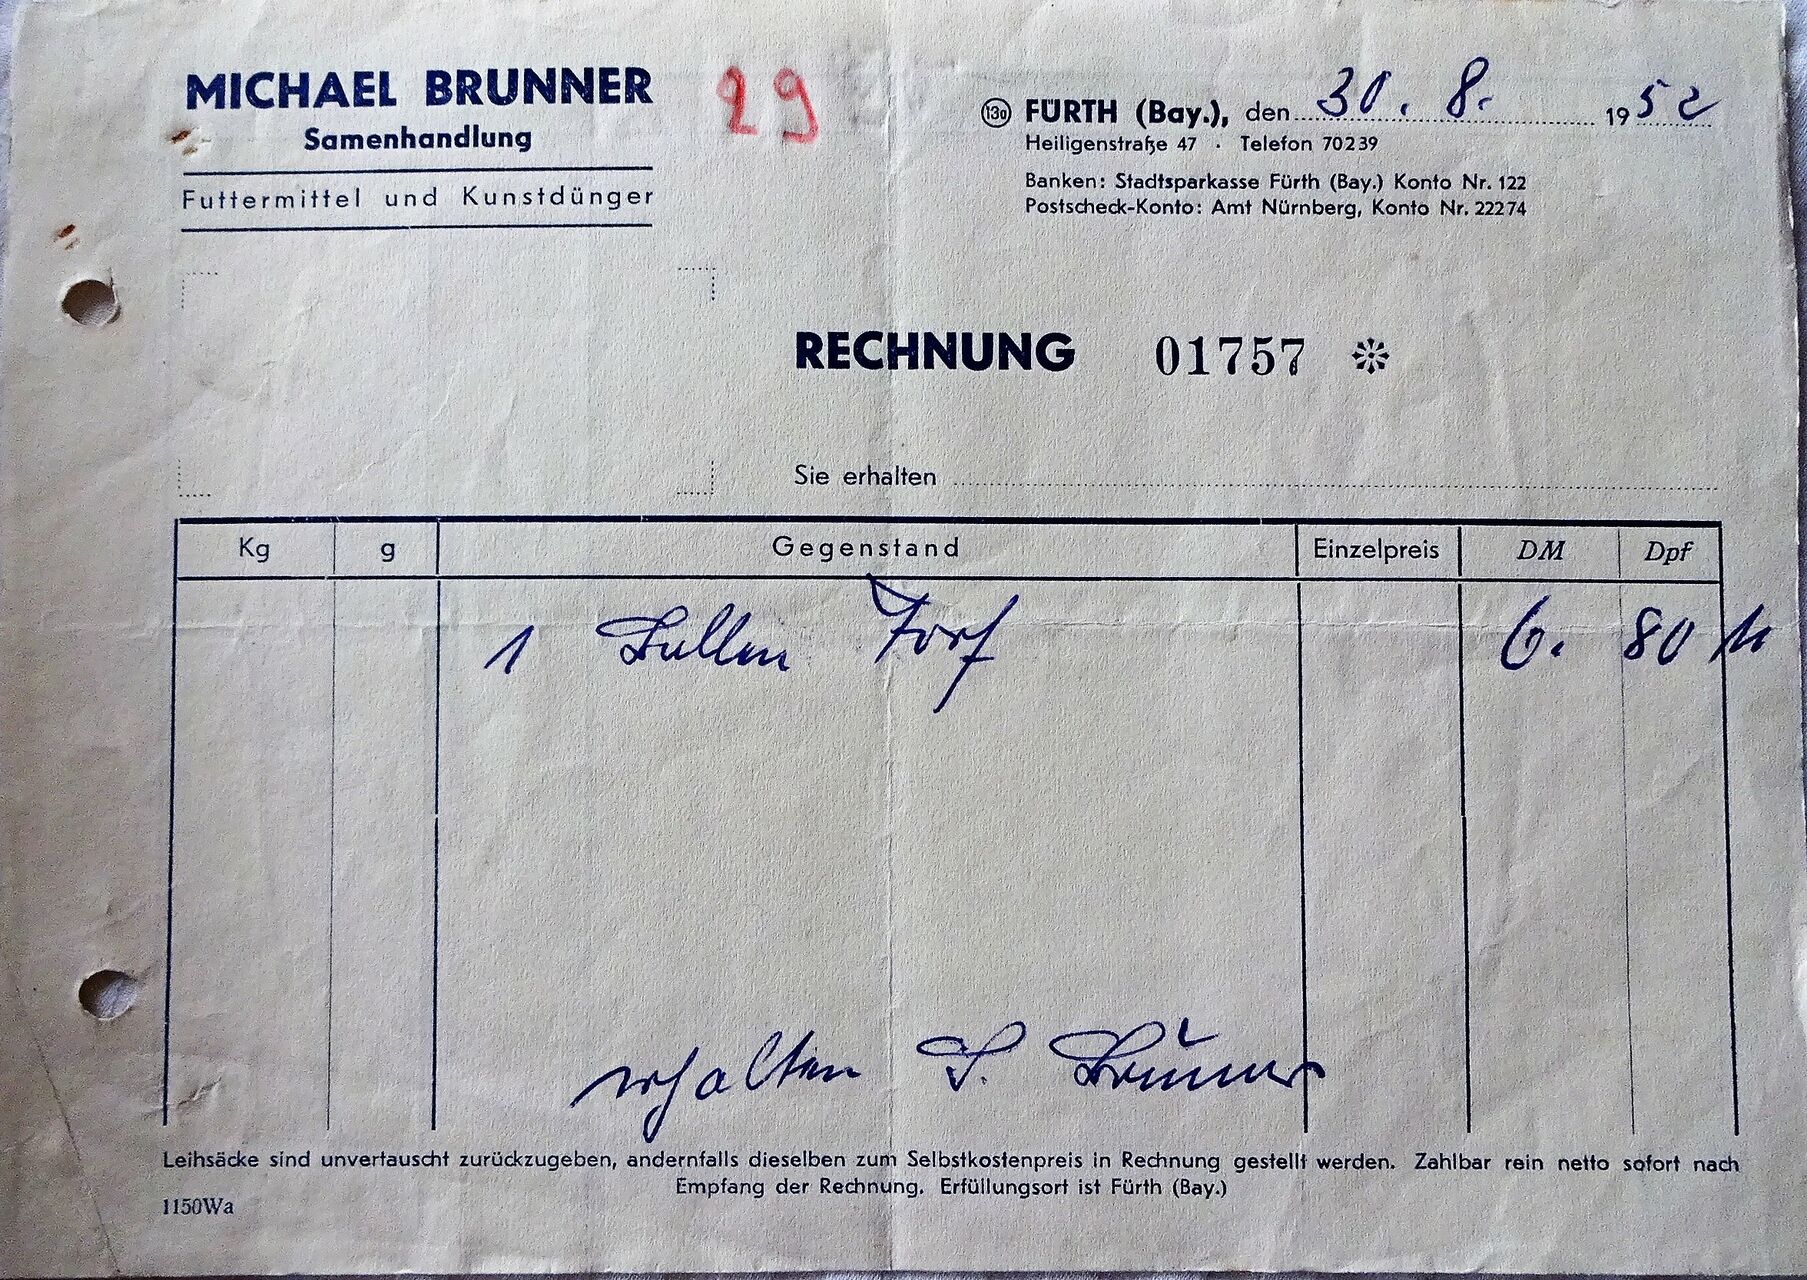 MICHAEL BRUNNER
Samenhandlung
Futtermittel und Kunstdünger
29
13a FÜRTH (Bay.), den 30. 8. 1952
Heiligenstraße 47 · Telefon 70239
Banken: Stadtsparkasse Fürth (Bay.) Konto Nr. 122
Postscheck-Konto: Amt Nürnberg, Konto Nr. 22274
RECHNUNG 01757
Sie erhalten
Kg g Gegenstand Einzelpreis DM Dpf
1 Ballen Torf 6. 80
erhalten Brunner
Leihsäcke sind unvertauscht zurückzugeben, andernfalls dieselben zum Selbstkostenpreis in Rechnung gestellt werden. Zahlbar rein netto sofort nach
Empfang der Rechnung. Erfüllungsort ist Fürth (Bay.)
1150Wa